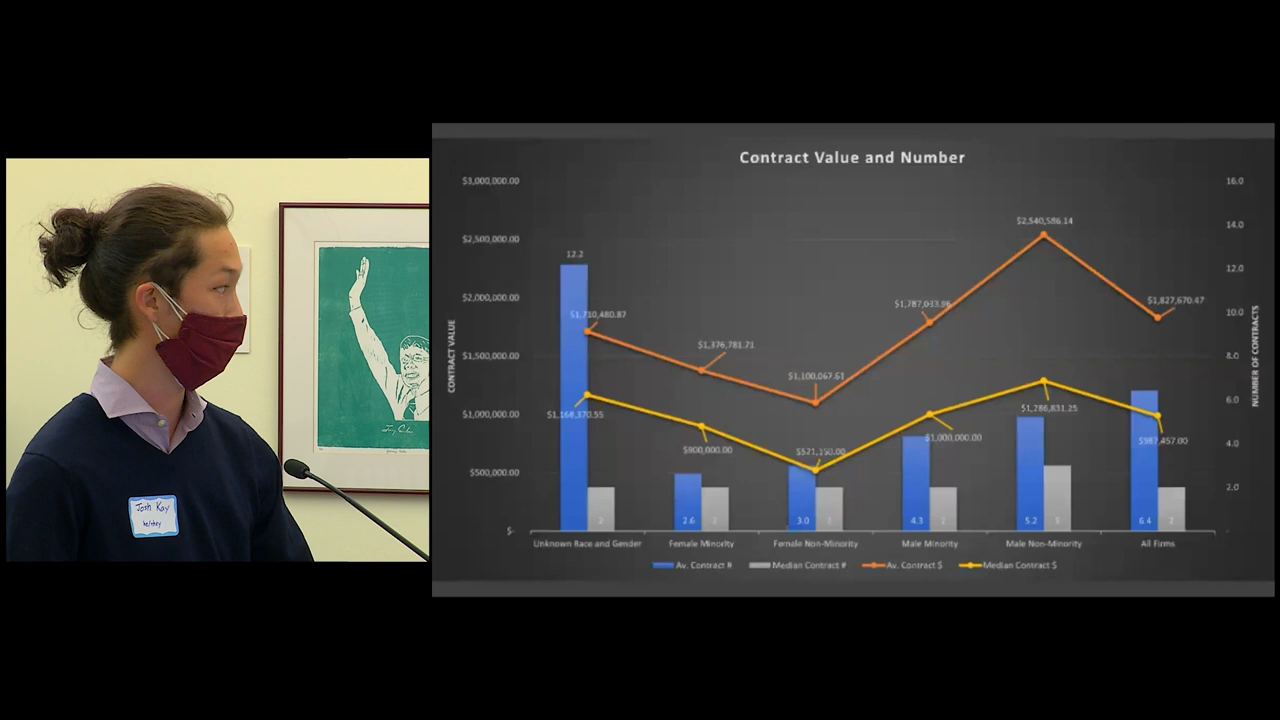 Josh Kay
he/they
Contract Value and Number
$3,000,000.00
$2,500,000.00
$2,000,000.00
$1,500,000.00
$1,000,000.00
$500,000.00
$-
CONTRACT VALUE
16.0
14.0
12.0
10.0
8.0
6.0
4.0
2.0
-
NUMBER OF CONTRACTS
12.2
$1,710,480.87
$1,376,781.71
$1,100,067.61
$1,787,033.96
$2,540,586.14
$1,827,670.47
$1,168,370.55
$900,000.00
$521,150.00
$1,000,000.00
$1,286,831.25
$987,457.00
2
2.6
2
3.0
4.3
2
5.2
6.4
2
Unknown Race and Gender
Female Minority
Female Non-Minority
Male Minority
Male Non-Minority
All Firms
Av. Contract #
Median Contract #
Av. Contract $
Median Contract $